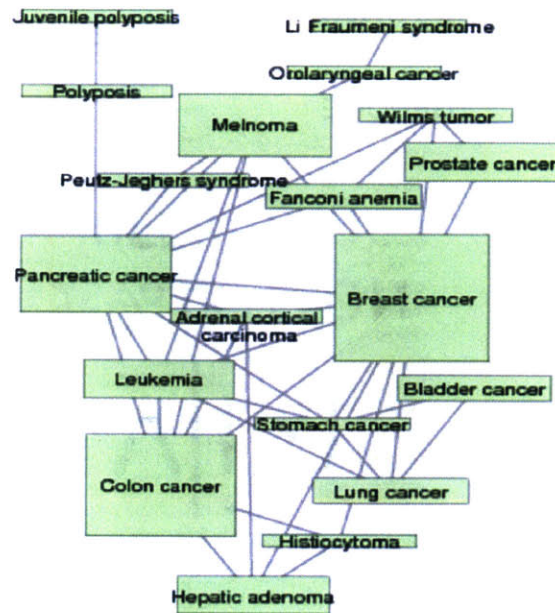 Juvenile polyposis
Li Fraumeni syndrome
Orolaryngeal cancer
Polyposis
Melnoma
Wilms tumor
Prostate cancer
Peutz-Jeghers syndrome
Fanconi anemia
Pancreatic cancer
Breast cancer
Adrenal cortical
carcinoma
Leukemia
Bladder cancer
Stomach cancer
Colon cancer
Lung cancer
Histiocytoma
Hepatic adenoma